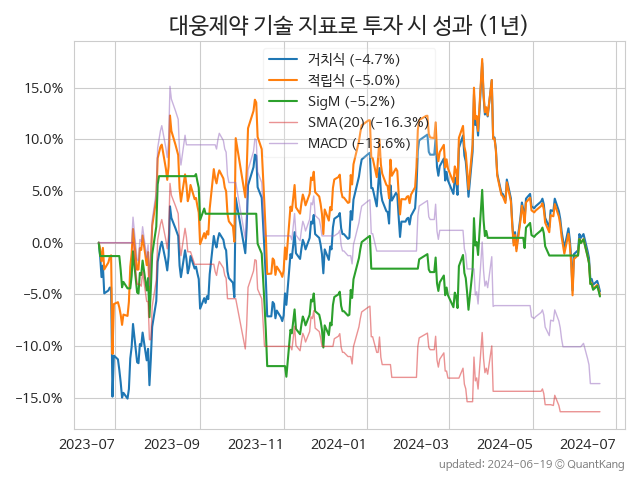 대웅제약 기술 지표로 투자 시 성과 (1년)
거치식 (−4.7%)
적립식 (−5.0%)
SigM (−5.2%)
SMA(20) (−16.3%)
MACD (−13.6%)
15.0%
10.0%
5.0%
0.0%
−5.0%
−10.0%
−15.0%
2023-07 2023-09 2023-11 2024-01 2024-03 2024-05 2024-07
updated: 2024-06-19 @ QuantKang